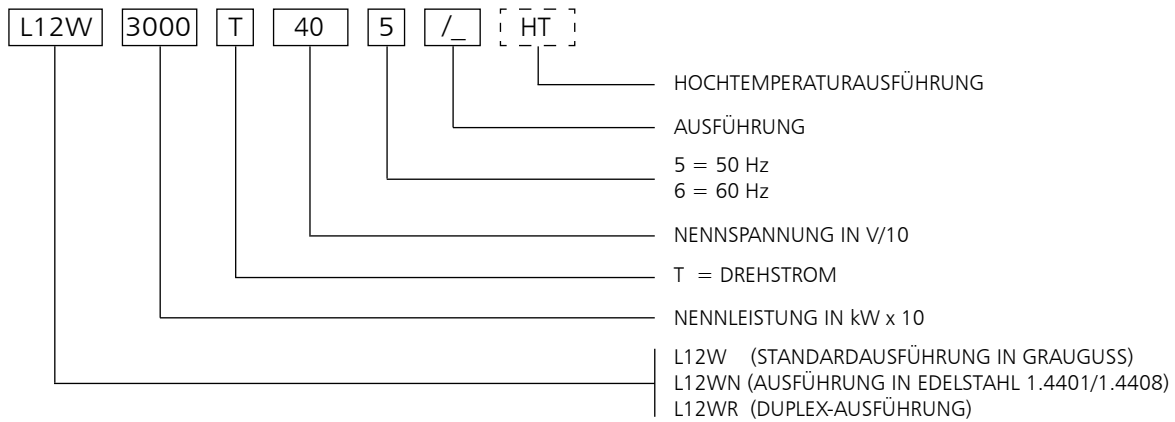 L12W 3000 T 40 5 /_ HT
HOCHTEMPERATURAUSFÜHRUNG
AUSFÜHRUNG
5 = 50 Hz
6 = 60 Hz
NENNSPANNUNG IN V/10
T = DREHSTROM
NENNLEISTUNG IN kW x 10
L12W (STANDARDAUSFÜHRUNG IN GRAUGUSS)
L12WN (AUSFÜHRUNG IN EDELSTAHL 1.4401/1.4408)
L12WR (DUPLEX-AUSFÜHRUNG)